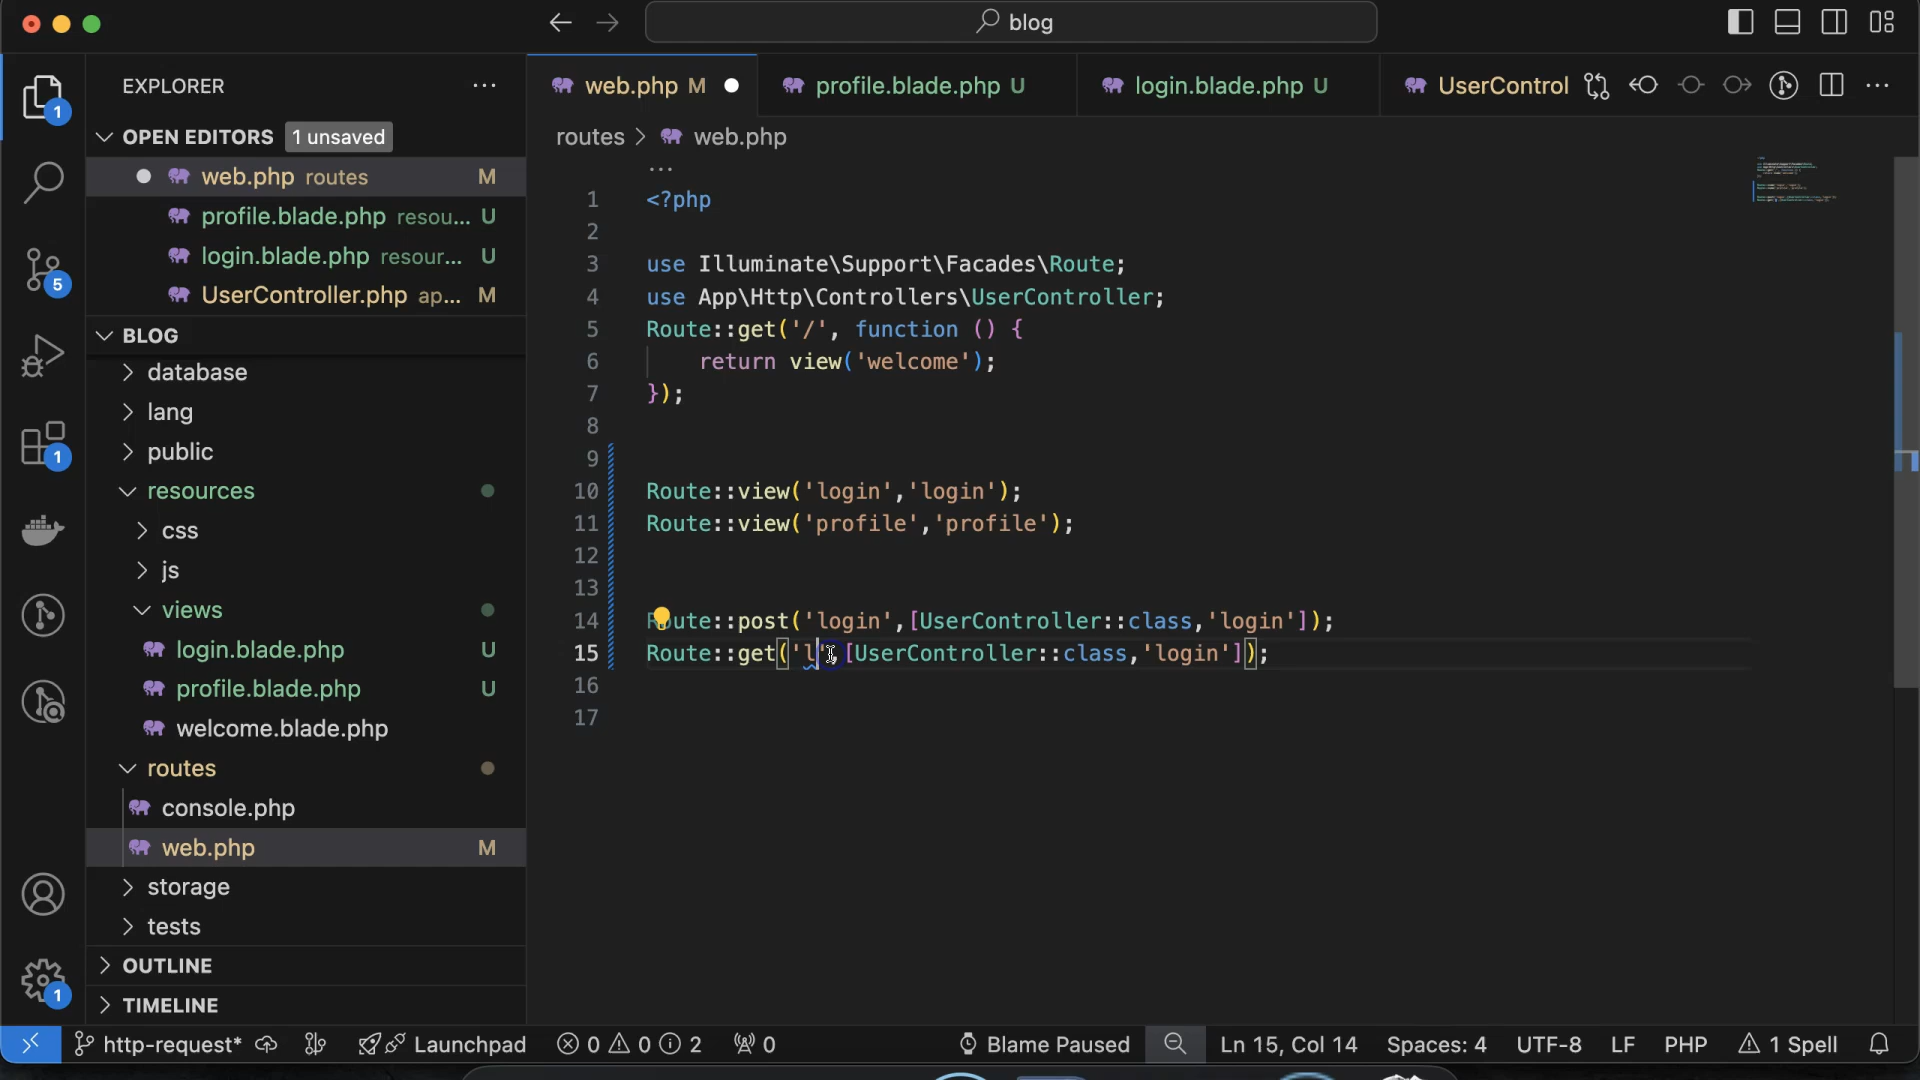 blog
EXPLORER
OPEN EDITORS 1 unsaved
web.php routes M
profile.blade.php resou... U
login.blade.php resour... U
UserController.php ap... M
BLOG
database
lang
public
resources
css
js
views
login.blade.php U
profile.blade.php U
welcome.blade.php
routes
console.php
web.php M
storage
tests
OUTLINE
TIMELINE
1
5
1
1
web.php M
profile.blade.php U
login.blade.php U
UserControl
routes > web.php
...
1 <?php
2
3 use Illuminate\Support\Facades\Route;
4 use App\Http\Controllers\UserController;
5 Route::get('/', function () {
6 return view('welcome');
7 });
8
9
10 Route::view('login','login');
11 Route::view('profile','profile');
12
13
14 Route::post('login',[UserController::class,'login']);
15 Route::get('l',[UserController::class,'login']);
16
17
http-request* Launchpad 0 0 2 0 Blame Paused Ln 15, Col 14 Spaces: 4 UTF-8 LF PHP 1 Spell